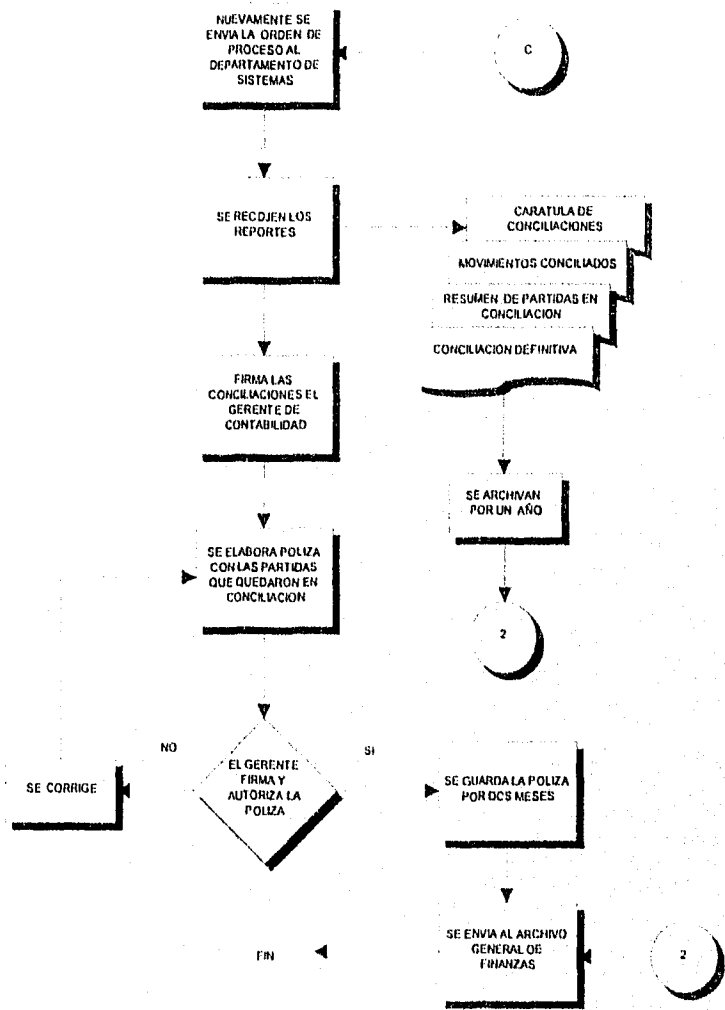 NUEVAMENTE SE
ENVIA LA ORDEN DE
PROCESO AL
DEPARTAMENTO DE
SISTEMAS
C
SE RECOJEN LOS
REPORTES
CARATULA DE
CONCILIACIONES
MOVIMIENTOS CONCILIADOS
RESUMEN DE PARTIDAS EN
CONCILIACION
CONCILIACION DEFINITIVA
FIRMA LAS
CONCILIACIONES EL
GERENTE DE
CONTABILIDAD
SE ARCHIVAN
POR UN AÑO
SE ELABORA POLIZA
CON LAS PARTIDAS
QUE QUEDARON EN
CONCILIACION
2
NO
SI
SE CORRIGE
EL GERENTE
FIRMA Y
AUTORIZA LA
POLIZA
SE GUARDA LA POLIZA
POR DOS MESES
FIN
SE ENVIA AL ARCHIVO
GENERAL DE
FINANZAS
2